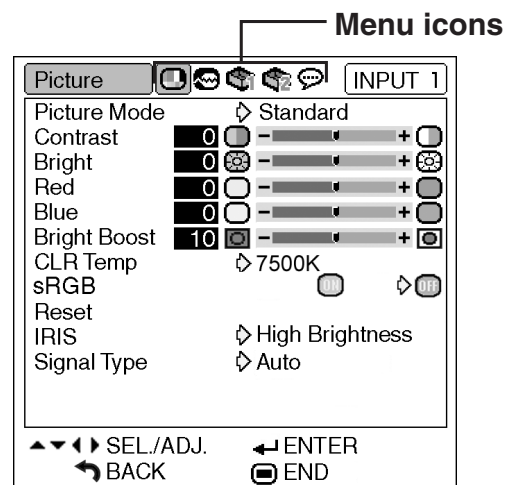 Menu icons
Picture INPUT 1
Picture Mode Standard
Contrast 0 − +
Bright 0 − +
Red 0 − +
Blue 0 − +
Bright Boost 10 − +
CLR Temp 7500K
sRGB ON OFF
Reset
IRIS High Brightness
Signal Type Auto
SEL./ADJ. ENTER
BACK END